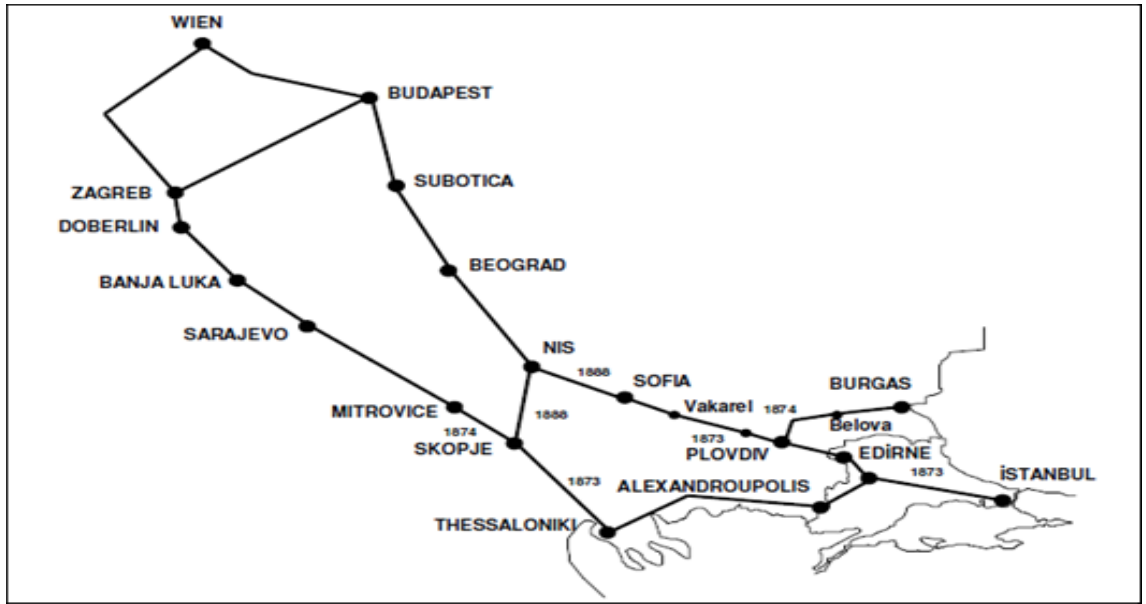 WIEN
BUDAPEST
SUBOTICA
ZAGREB
DOBERLIN
BEOGRAD
BANJA LUKA
SARAJEVO
NIS
1888
SOFIA
BURGAS
MITROVICE
1888
Vakarel
1874
Belova
1874
SKOPJE
1873
PLOVDIV
EDİRNE
1873
İSTANBUL
1873
ALEXANDROUPOLIS
THESSALONIKI